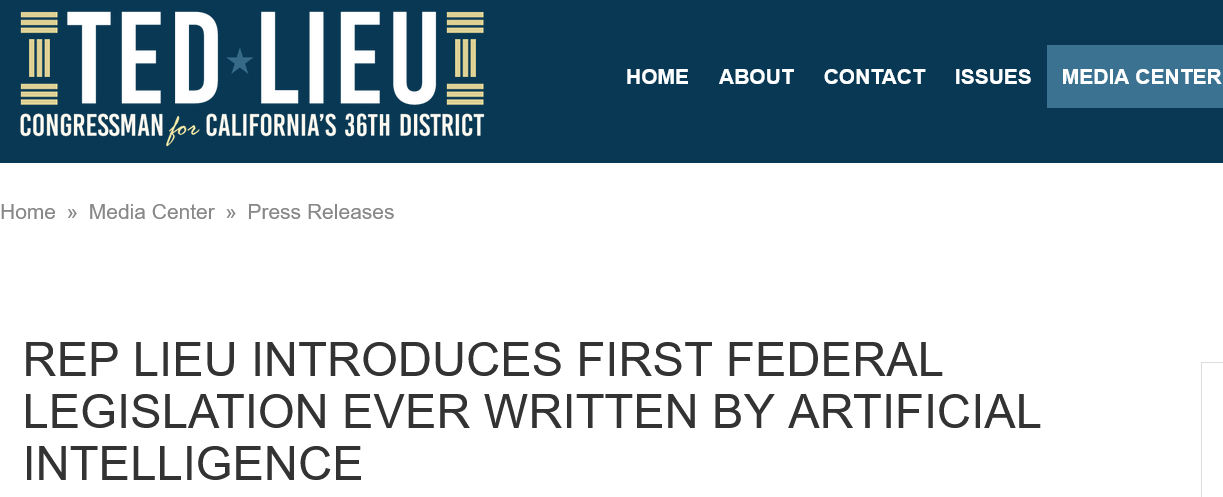 TED LIEU
CONGRESSMAN for CALIFORNIA'S 36TH DISTRICT
HOME ABOUT CONTACT ISSUES MEDIA CENTER
Home » Media Center » Press Releases
REP LIEU INTRODUCES FIRST FEDERAL
LEGISLATION EVER WRITTEN BY ARTIFICIAL
INTELLIGENCE